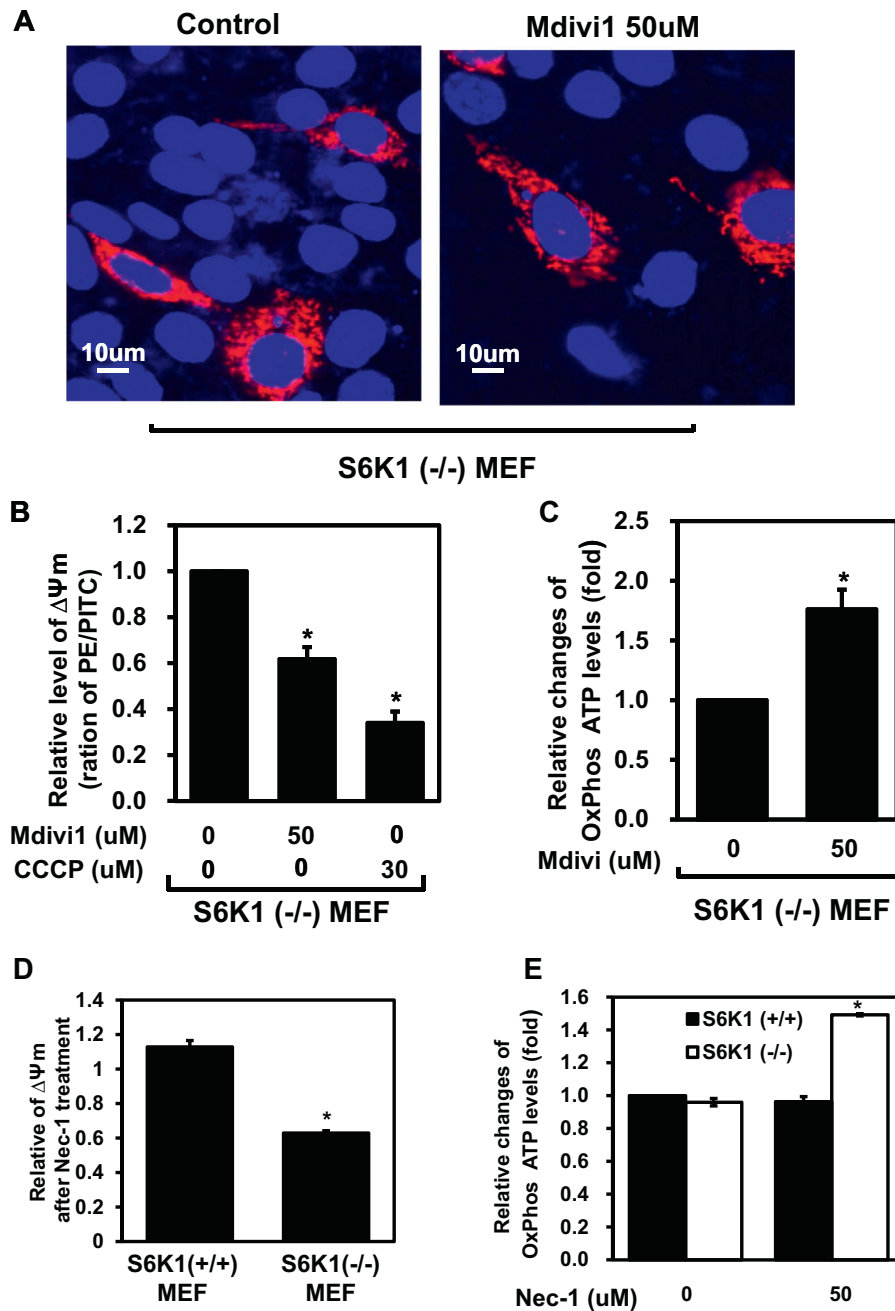 A
Control
Mdivi1 50uM
10um
10um
S6K1 (-/-) MEF
B
Relative level of ΔΨm
(ration of PE/PITC)
1.2
1.0
0.8
0.6
0.4
0.2
0.0
Mdivi1 (uM) 0 50 0
CCCP (uM) 0 0 30
* *
S6K1 (-/-) MEF
C
Relative changes of
OxPhos ATP levels (fold)
2.5
2.0
1.5
1.0
0.5
0.0
*
Mdivi (uM) 0 50
S6K1 (-/-) MEF
D
Relative of ΔΨm
after Nec-1 treatment
1.4
1.2
1
0.8
0.6
0.4
0.2
0
*
S6K1(+/+) S6K1(-/-)
MEF MEF
E
Relative changes of
OxPhos ATP levels (fold)
1.6
1.4
1.2
1.0
0.8
0.6
0.4
0.2
0.0
S6K1 (+/+)
S6K1 (-/-)
*
Nec-1 (uM) 0 50